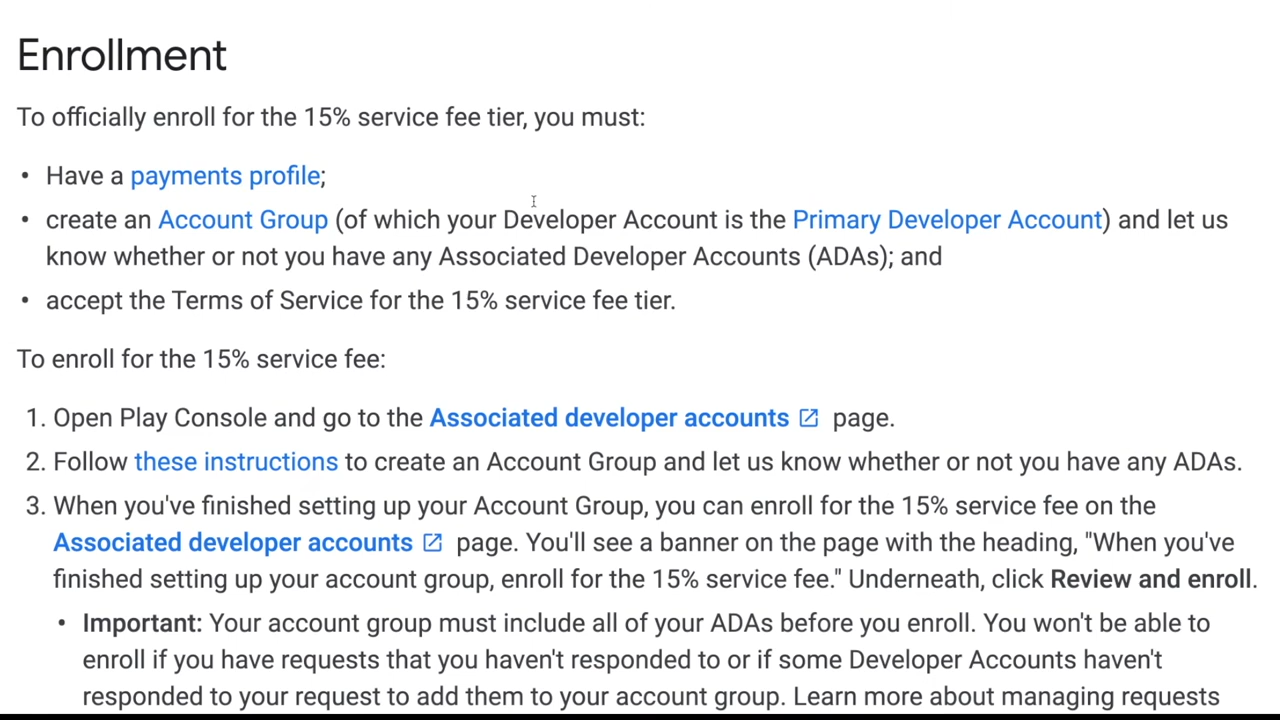 Enrollment
To officially enroll for the 15% service fee tier, you must:
• Have a payments profile;
• create an Account Group (of which your Developer Account is the Primary Developer Account) and let us
know whether or not you have any Associated Developer Accounts (ADAs); and
• accept the Terms of Service for the 15% service fee tier.
To enroll for the 15% service fee:
1. Open Play Console and go to the Associated developer accounts page.
2. Follow these instructions to create an Account Group and let us know whether or not you have any ADAs.
3. When you've finished setting up your Account Group, you can enroll for the 15% service fee on the
Associated developer accounts page. You'll see a banner on the page with the heading, "When you've
finished setting up your account group, enroll for the 15% service fee." Underneath, click Review and enroll.
• Important: Your account group must include all of your ADAs before you enroll. You won't be able to
enroll if you have requests that you haven't responded to or if some Developer Accounts haven't
responded to your request to add them to your account group. Learn more about managing requests